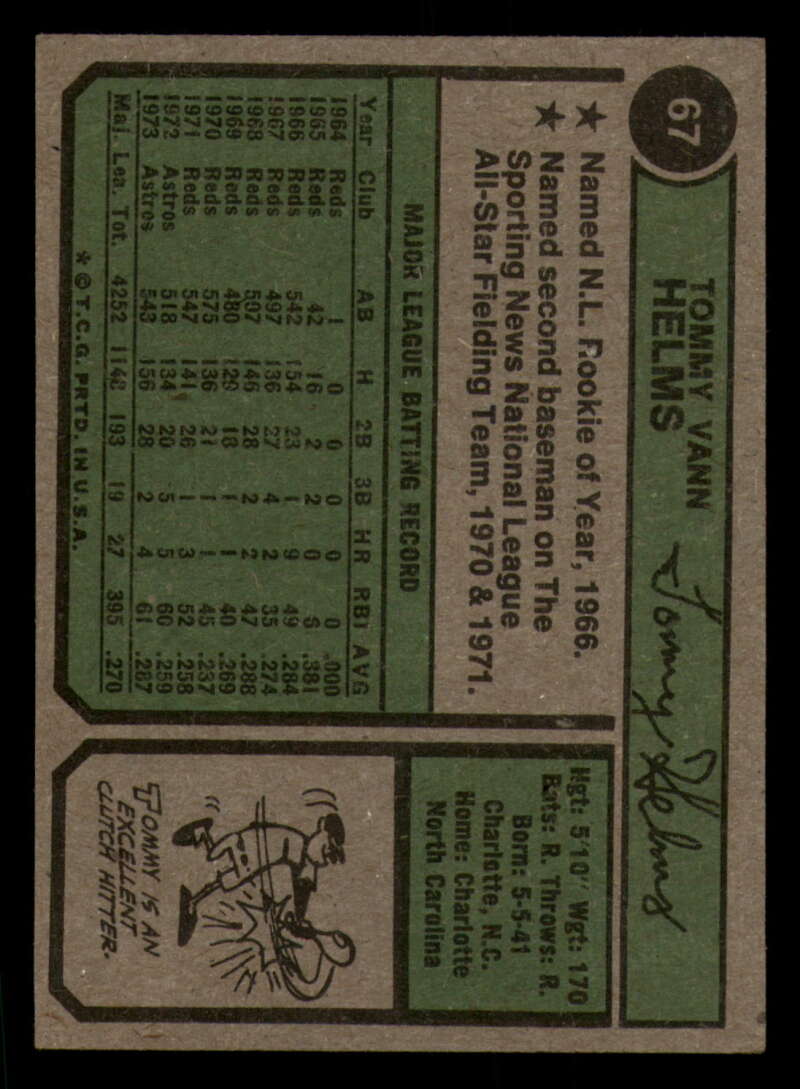 67
TOMMY VANN
HELMS
Tommy Helms
★ Named N.L. Rookie of Year, 1966.
★ Named second baseman on The
Sporting News National League
All-Star Fielding Team, 1970 & 1971.
MAJOR LEAGUE BATTING RECORD
Year Club AB H 2B 3B HR RBI AVG
1964 Reds 1 0 0 0 0 0 .000
1965 Reds 42 16 2 2 0 6 .381
1966 Reds 542 154 23 1 9 49 .284
1967 Reds 497 136 27 4 2 35 .274
1968 Reds 507 146 28 2 2 47 .288
1969 Reds 480 129 18 1 1 40 .269
1970 Reds 575 136 21 1 1 45 .237
1971 Reds 547 141 26 1 3 52 .258
1972 Astros 518 134 20 5 5 60 .259
1973 Astros 543 156 28 2 4 61 .287
Maj. Lea. Tot. 4252 1148 193 19 27 395 .270
* © T.C.G. PRTD. IN U.S.A.
Hgt: 5'10" Wgt: 170
Bats: R. Throws: R.
Born: 5-5-41
Charlotte, N.C.
Home: Charlotte
North Carolina
TOMMY IS AN
EXCELLENT
CLUTCH HITTER.